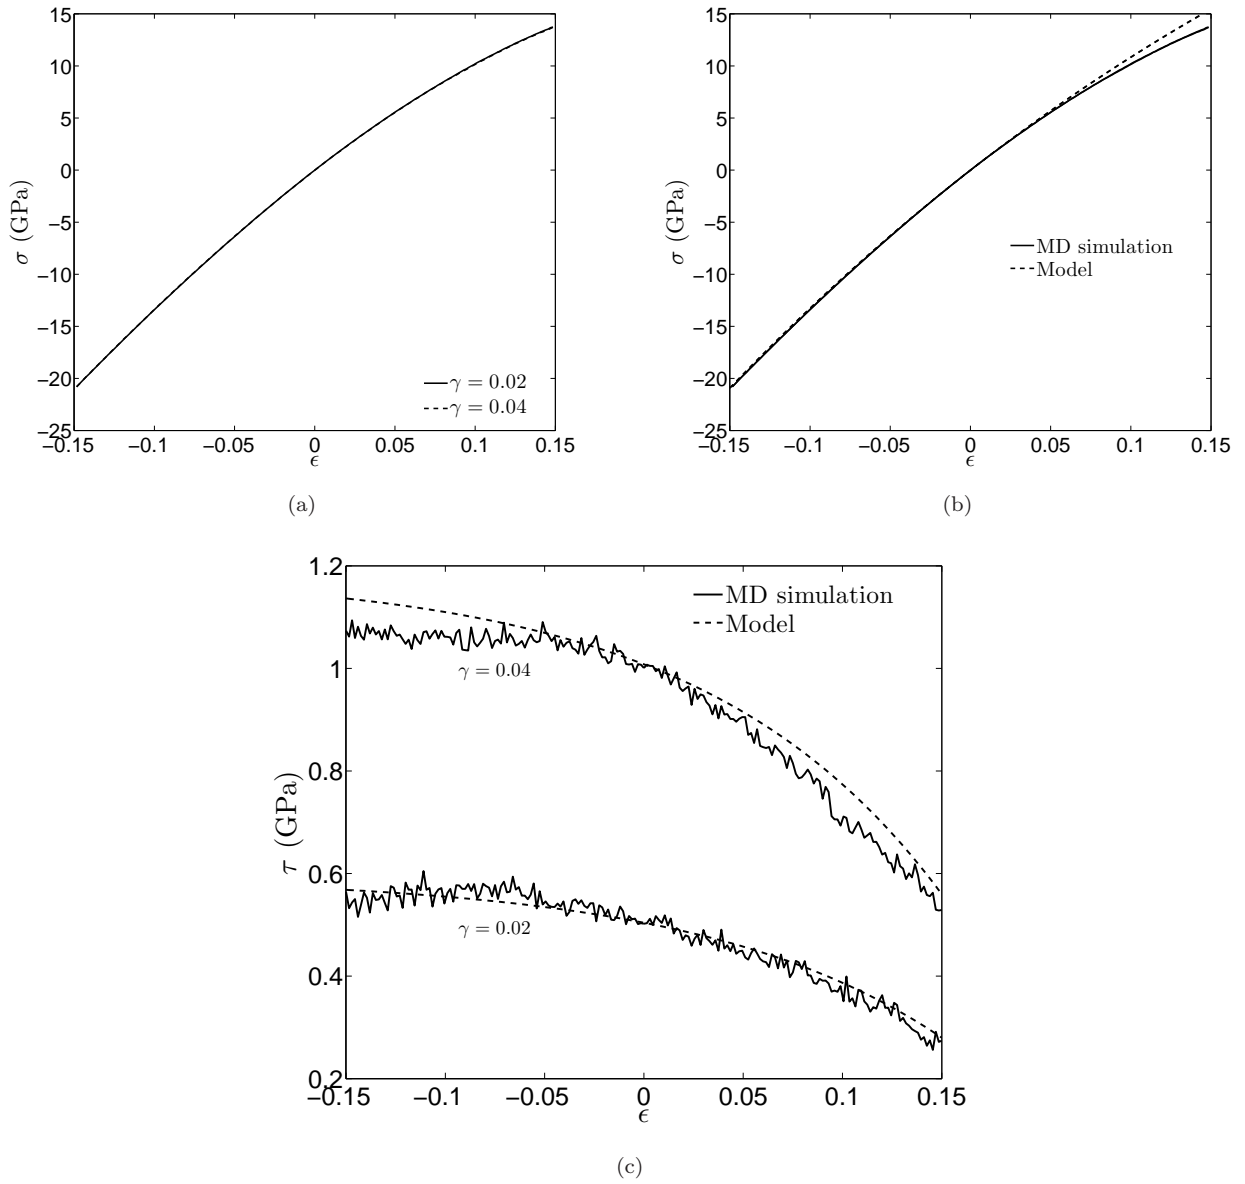 15
10
5
0
−5
−10
−15
−20
−25
σ (GPa)
γ = 0.02
γ = 0.04
−0.15 −0.1 −0.05 0 0.05 0.1 0.15
ϵ
(a)
15
10
5
0
−5
−10
−15
−20
−25
σ (GPa)
MD simulation
Model
−0.15 −0.1 −0.05 0 0.05 0.1 0.15
ϵ
(b)
1.2
1
0.8
0.6
0.4
0.2
τ (GPa)
MD simulation
Model
γ = 0.04
γ = 0.02
−0.15 −0.1 −0.05 0 0.05 0.1 0.15
ϵ
(c)